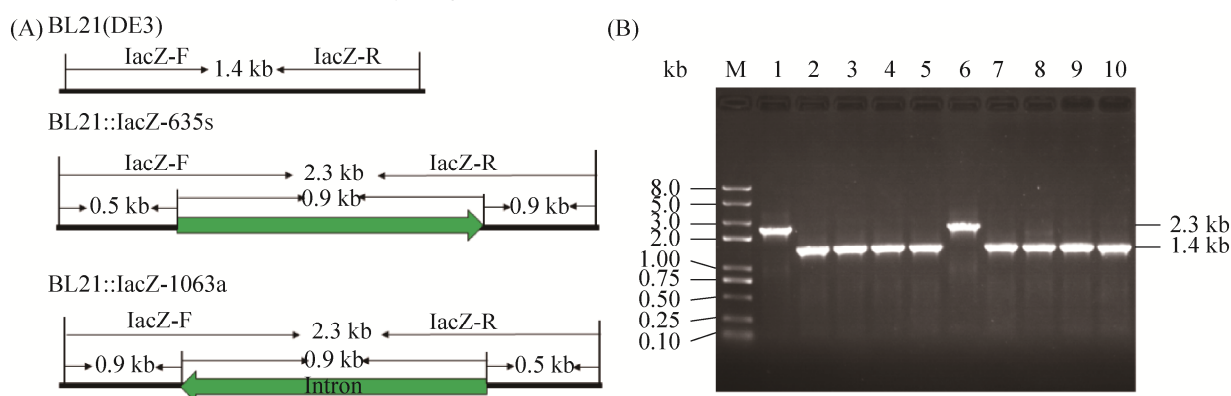 (A) BL21(DE3)
IacZ-F 1.4 kb IacZ-R
BL21::IacZ-635s
IacZ-F 2.3 kb IacZ-R
0.5 kb 0.9 kb 0.9 kb
BL21::IacZ-1063a
IacZ-F 2.3 kb IacZ-R
0.9 kb 0.9 kb 0.5 kb
Intron
(B)
kb M 1 2 3 4 5 6 7 8 9 10
8.0
5.0
3.0
2.0
1.00
0.75
0.50
0.25
0.10
2.3 kb
1.4 kb